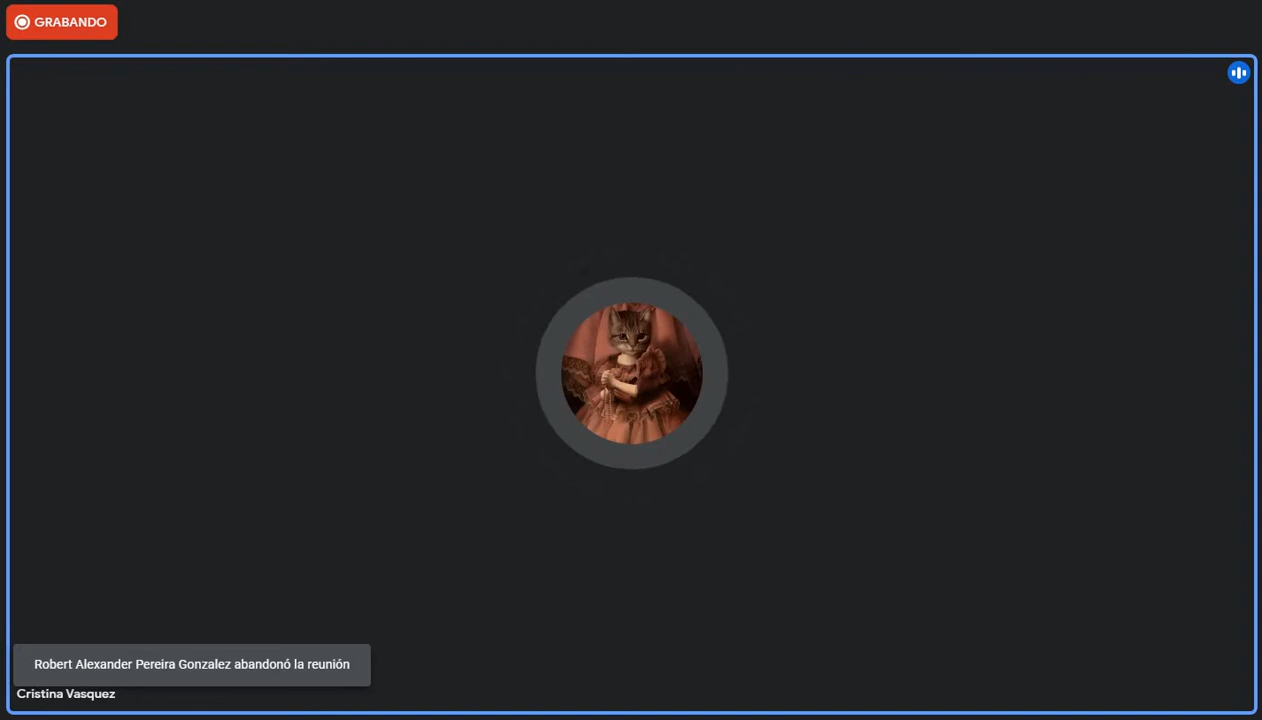 GRABANDO
Robert Alexander Pereira Gonzalez abandonó la reunión
Cristina Vasquez